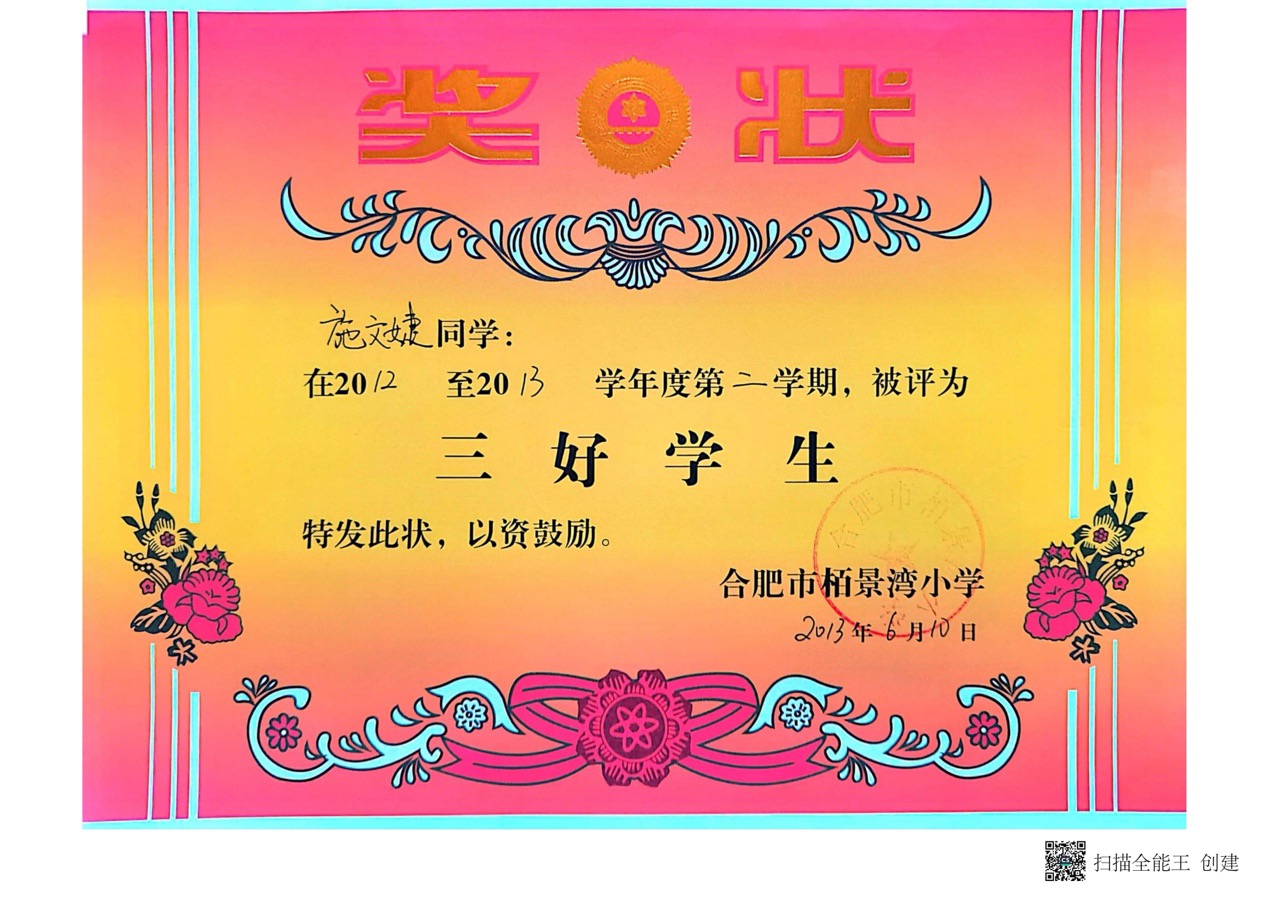 奖状
施文婕同学：
在2012 至2013 学年度第二学期，被评为
三好学生
特发此状，以资鼓励。
合肥市栢景湾小学
2013年6月10日
合肥市栢景
扫描全能王 创建